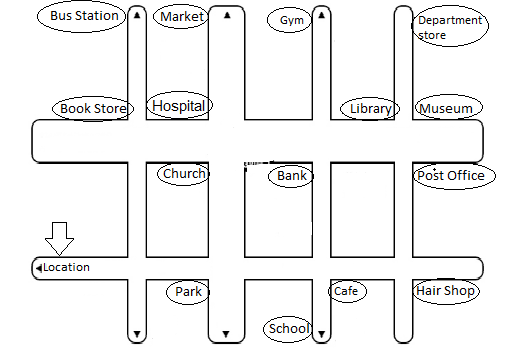 Bus Station
Market
Gym
Department
store
Book Store
Hospital
Library
Museum
Church
Bank
Post Office
Location
Park
Cafe
Hair Shop
School